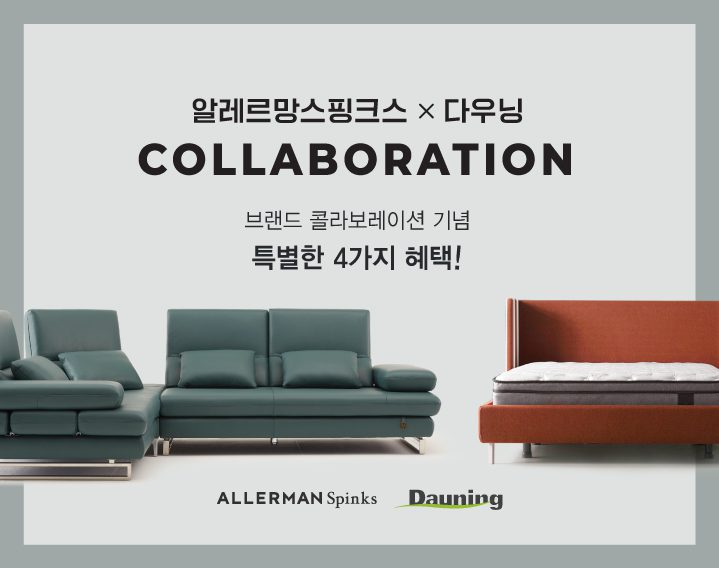 알레르망스핑크스 × 다우닝
COLLABORATION
브랜드 콜라보레이션 기념
특별한 4가지 혜택!
ALLERMAN Spinks Dauning